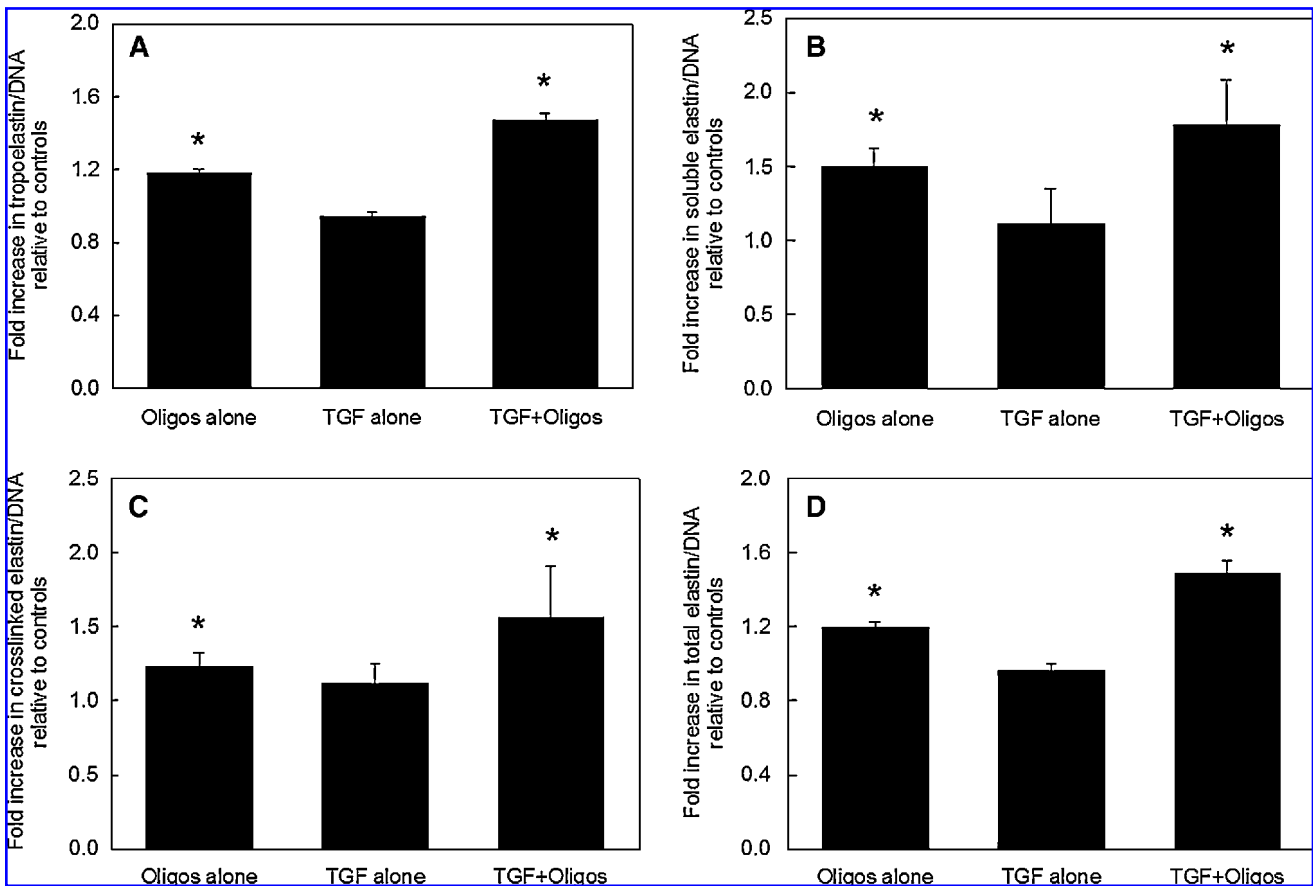 A
Fold increase in tropoelastin/DNA
relative to controls
2.0
1.6
1.2
0.8
0.4
0.0
*
*
Oligos alone
TGF alone
TGF+Oligos
B
Fold increase in soluble elastin/DNA
relative to controls
2.5
2.0
1.5
1.0
0.5
0.0
*
*
Oligos alone
TGF alone
TGF+Oligos
C
Fold increase in crosslinked elastin/DNA
relative to controls
2.5
2.0
1.5
1.0
0.5
0.0
*
*
Oligos alone
TGF alone
TGF+Oligos
D
Fold increase in total elastin/DNA
relative to controls
2.0
1.6
1.2
0.8
0.4
0.0
*
*
Oligos alone
TGF alone
TGF+Oligos